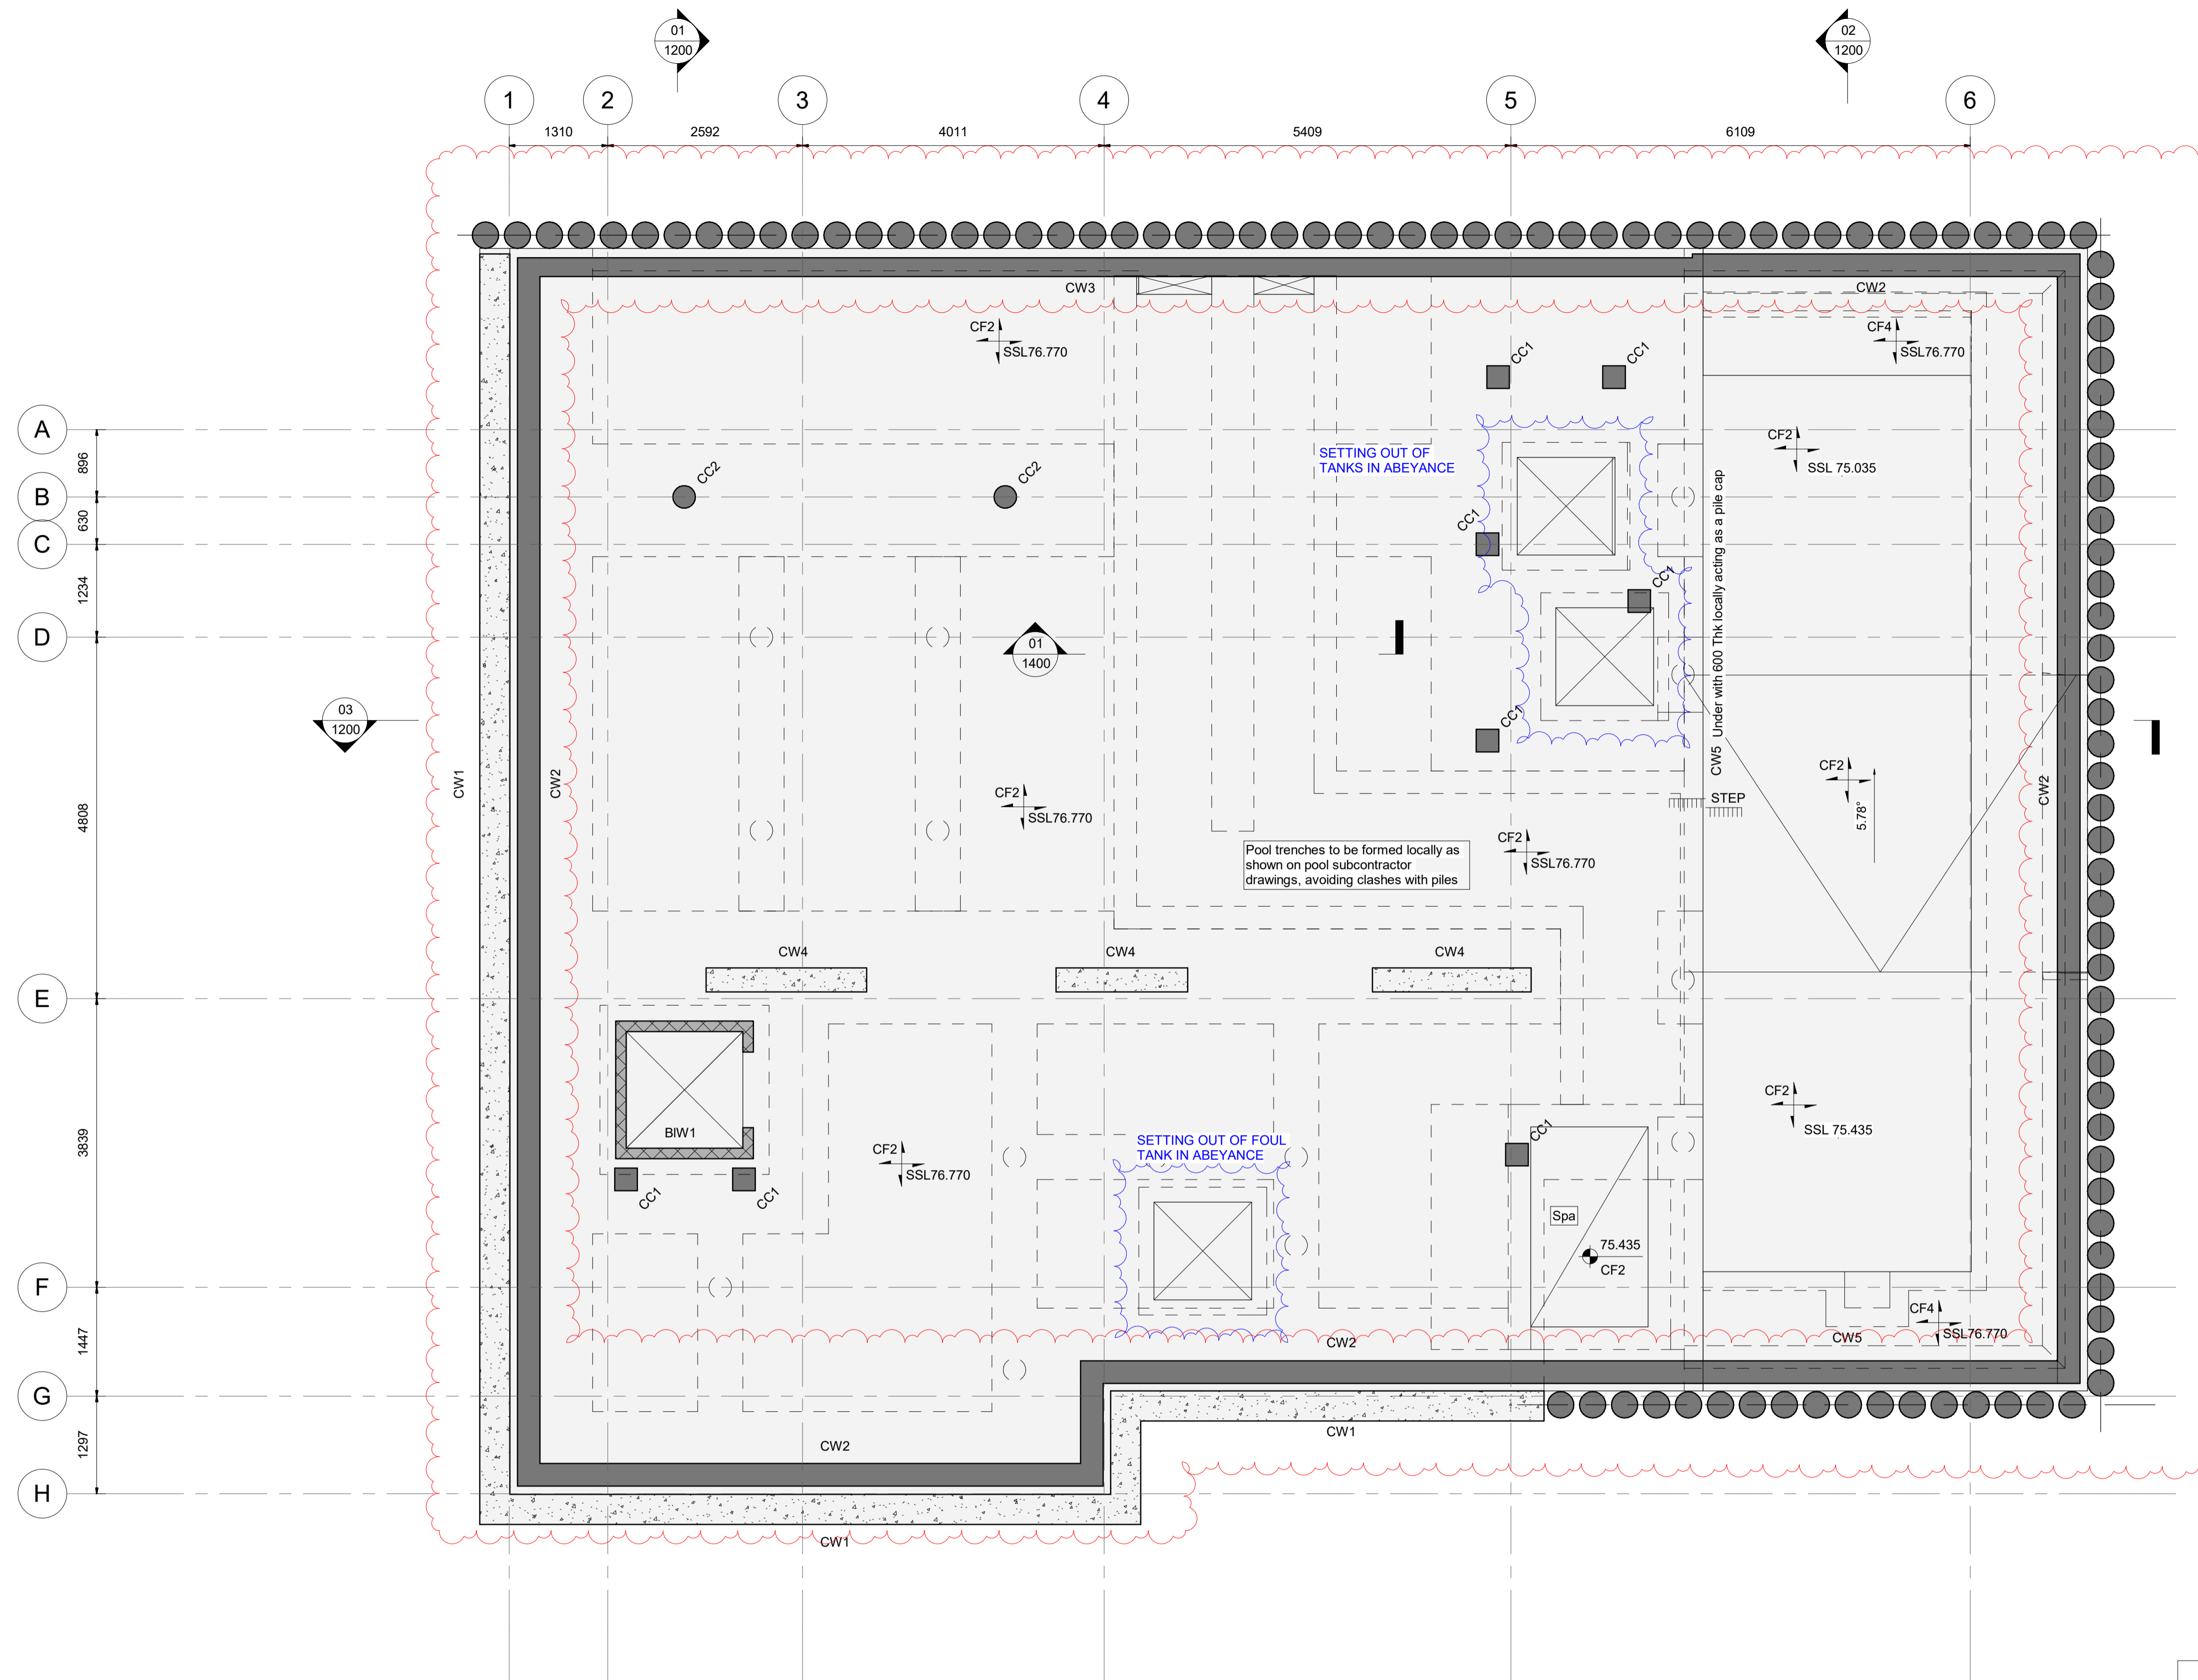 01
1200
02
1200
1
2
3
4
5
6
1310
2592
4011
5409
6109
CW3
CW2
CF2
SSL76.770
CF4
SSL76.770
CC1
CC1
A
896
B
630
C
1234
D
4808
E
3839
F
1447
G
1297
H
CF2
SSL 75.035
SETTING OUT OF
TANKS IN ABEYANCE
CC2
CC2
CC1
CC1
CC1
CW5 Under with 600 Thk locally acting as a pile cap
01
1400
03
1200
CW1
CW2
CF2
SSL76.770
CF2
5.78°
CW2
STEP
CF2
SSL76.770
Pool trenches to be formed locally as
shown on pool subcontractor
drawings, avoiding clashes with piles
CW4
CW4
CW4
CF2
SSL 75.435
BIW1
CC1
CC1
CF2
SSL76.770
SETTING OUT OF FOUL
TANK IN ABEYANCE
CC1
Spa
75.435
CF2
CF4
SSL76.770
CW5
CW2
CW2
CW1
CW1